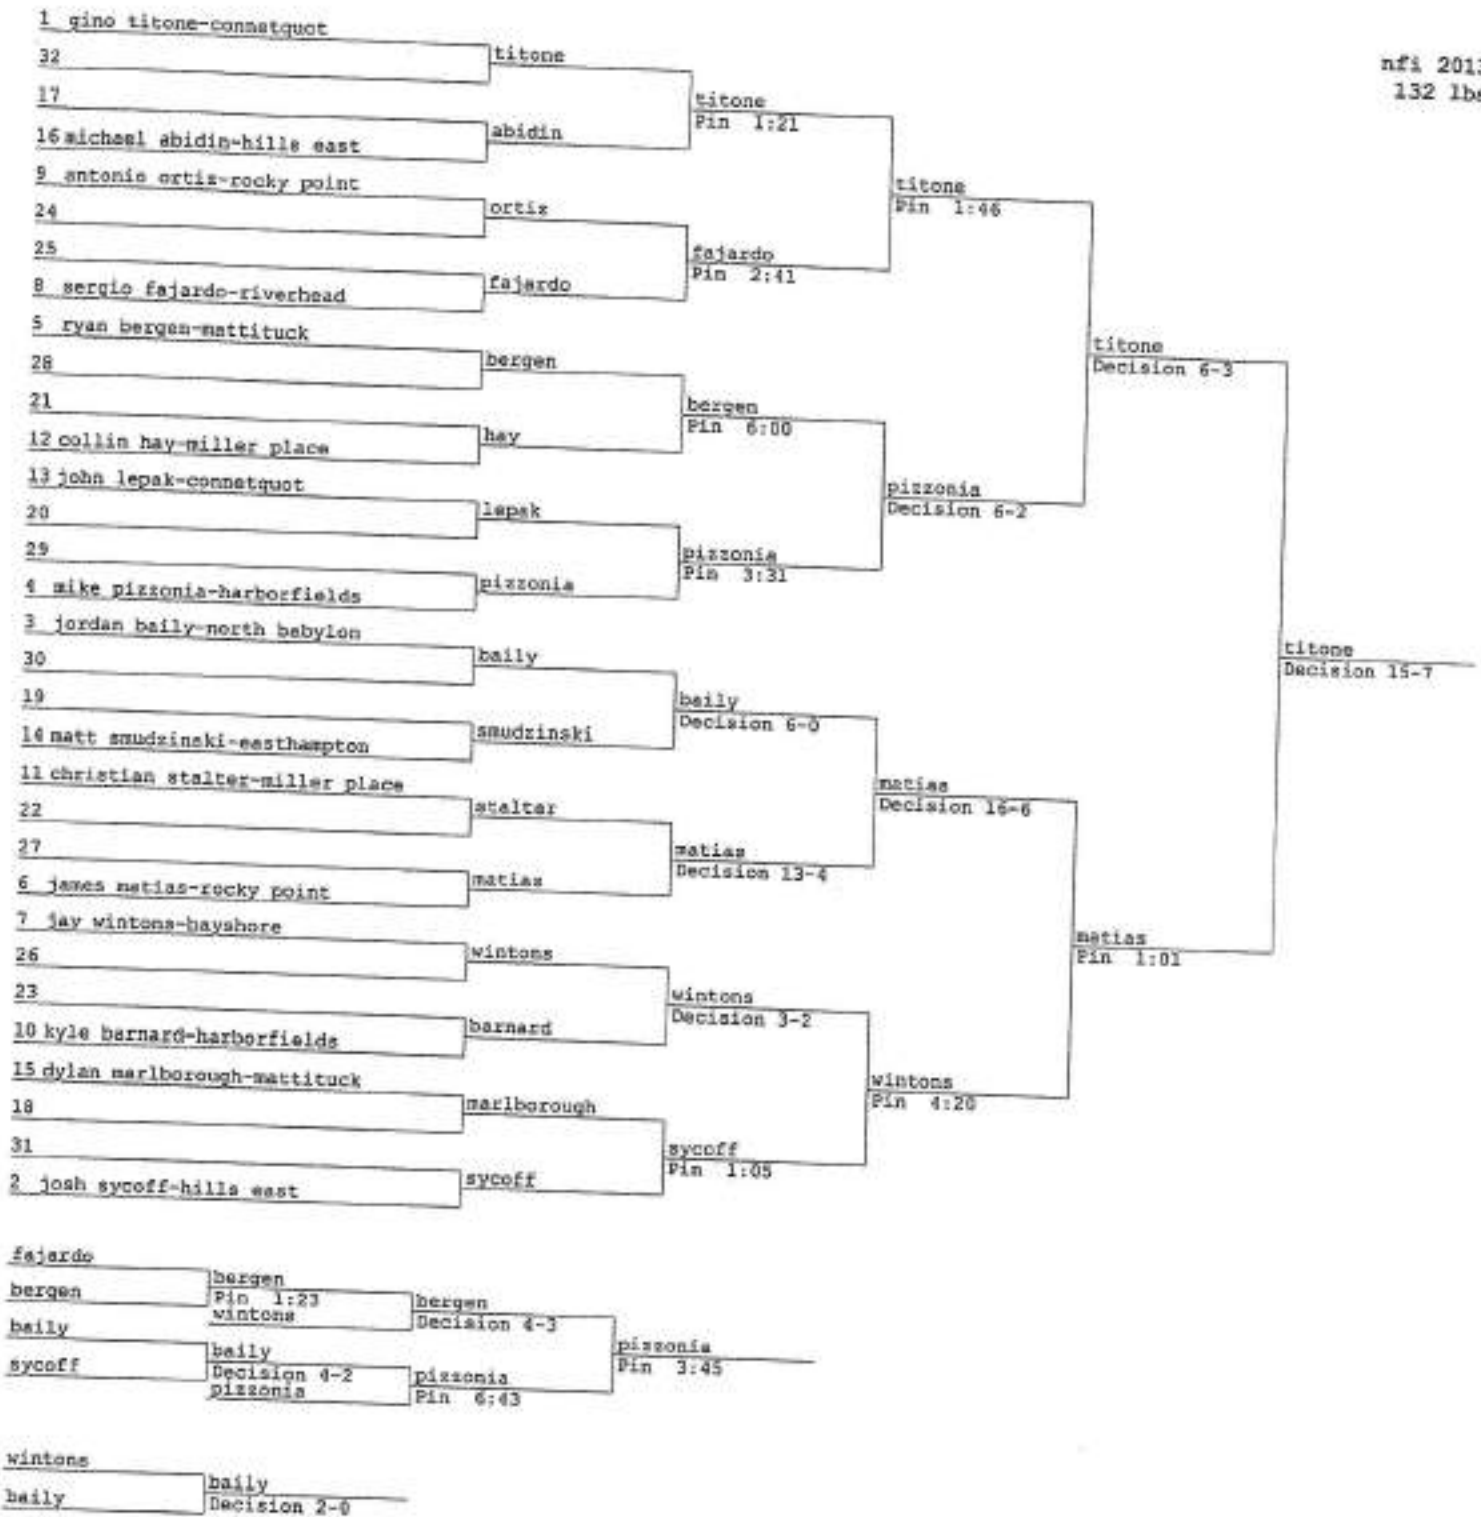 nfi 2013
132 lbs
1 gino titone-connetquot
32
titone
17
16 michael abidin-hills east
abidin
titone
Pin 1:21
9 antonio ortiz-rocky point
24
ortiz
25
8 sergio fajardo-riverhead
fajardo
fajardo
Pin 2:41
titone
Pin 1:46
5 ryan bergen-mattituck
28
bergen
21
12 collin hay-miller place
hay
bergen
Pin 6:00
13 john lepak-connetquot
20
lepak
29
4 mike pizzonia-harborfields
pizzonia
pizzonia
Pin 3:31
pizzonia
Decision 6-2
titone
Decision 6-3
3 jordan baily-north babylon
30
baily
19
14 matt smudzinski-easthampton
smudzinski
baily
Decision 6-0
11 christian stalter-miller place
22
stalter
27
6 james matias-rocky point
matias
matias
Decision 13-4
matias
Decision 16-6
7 jay wintons-bayshore
26
wintons
23
10 kyle barnard-harborfields
barnard
wintons
Decision 3-2
15 dylan marlborough-mattituck
18
marlborough
31
2 josh sycoff-hills east
sycoff
sycoff
Pin 1:05
wintons
Pin 4:20
matias
Pin 1:01
titone
Decision 15-7
fajardo
bergen
bergen
Pin 1:23
wintons
bergen
Decision 4-3
baily
sycoff
baily
Decision 4-2
pizzonia
pizzonia
Pin 6:43
pizzonia
Pin 3:45
wintons
baily
baily
Decision 2-0